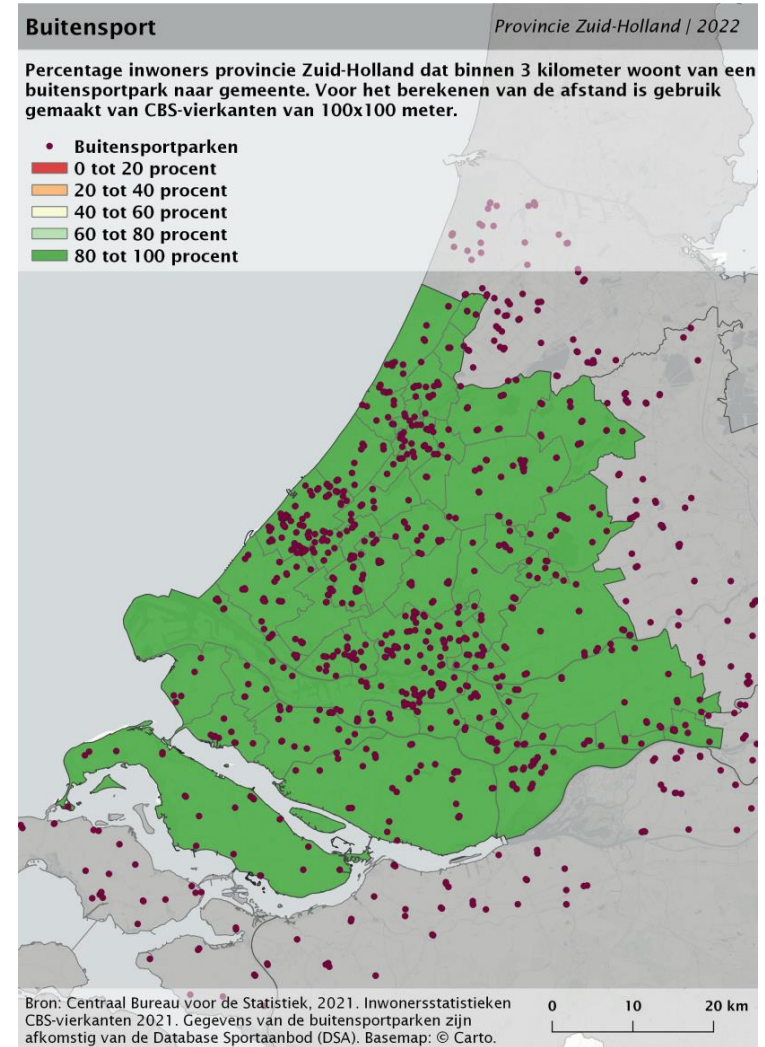 Buitensport
Provincie Zuid-Holland | 2022
Percentage inwoners provincie Zuid-Holland dat binnen 3 kilometer woont van een
buitensportpark naar gemeente. Voor het berekenen van de afstand is gebruik
gemaakt van CBS-vierkanten van 100x100 meter.
Buitensportparken
0 tot 20 procent
20 tot 40 procent
40 tot 60 procent
60 tot 80 procent
80 tot 100 procent
Bron: Centraal Bureau voor de Statistiek, 2021. Inwonersstatistieken
CBS-vierkanten 2021. Gegevens van de buitensportparken zijn
afkomstig van de Database Sportaanbod (DSA). Basemap: © Carto.
0 10 20 km